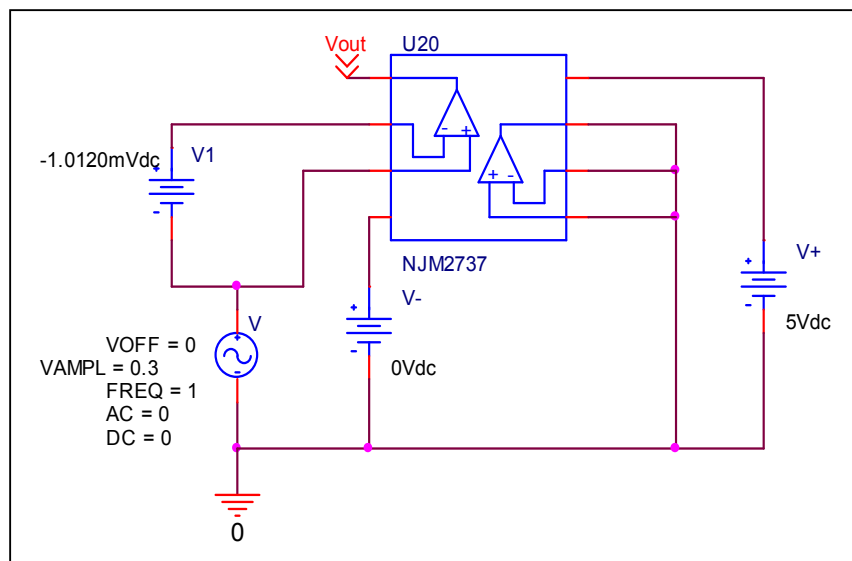 Vout
U20
-
+
+
-
-1.0120mVdc
V1
+
-
NJM2737
V-
+
-
0Vdc
V+
+
-
5Vdc
V
+
-
VOFF = 0
VAMPL = 0.3
FREQ = 1
AC = 0
DC = 0
0